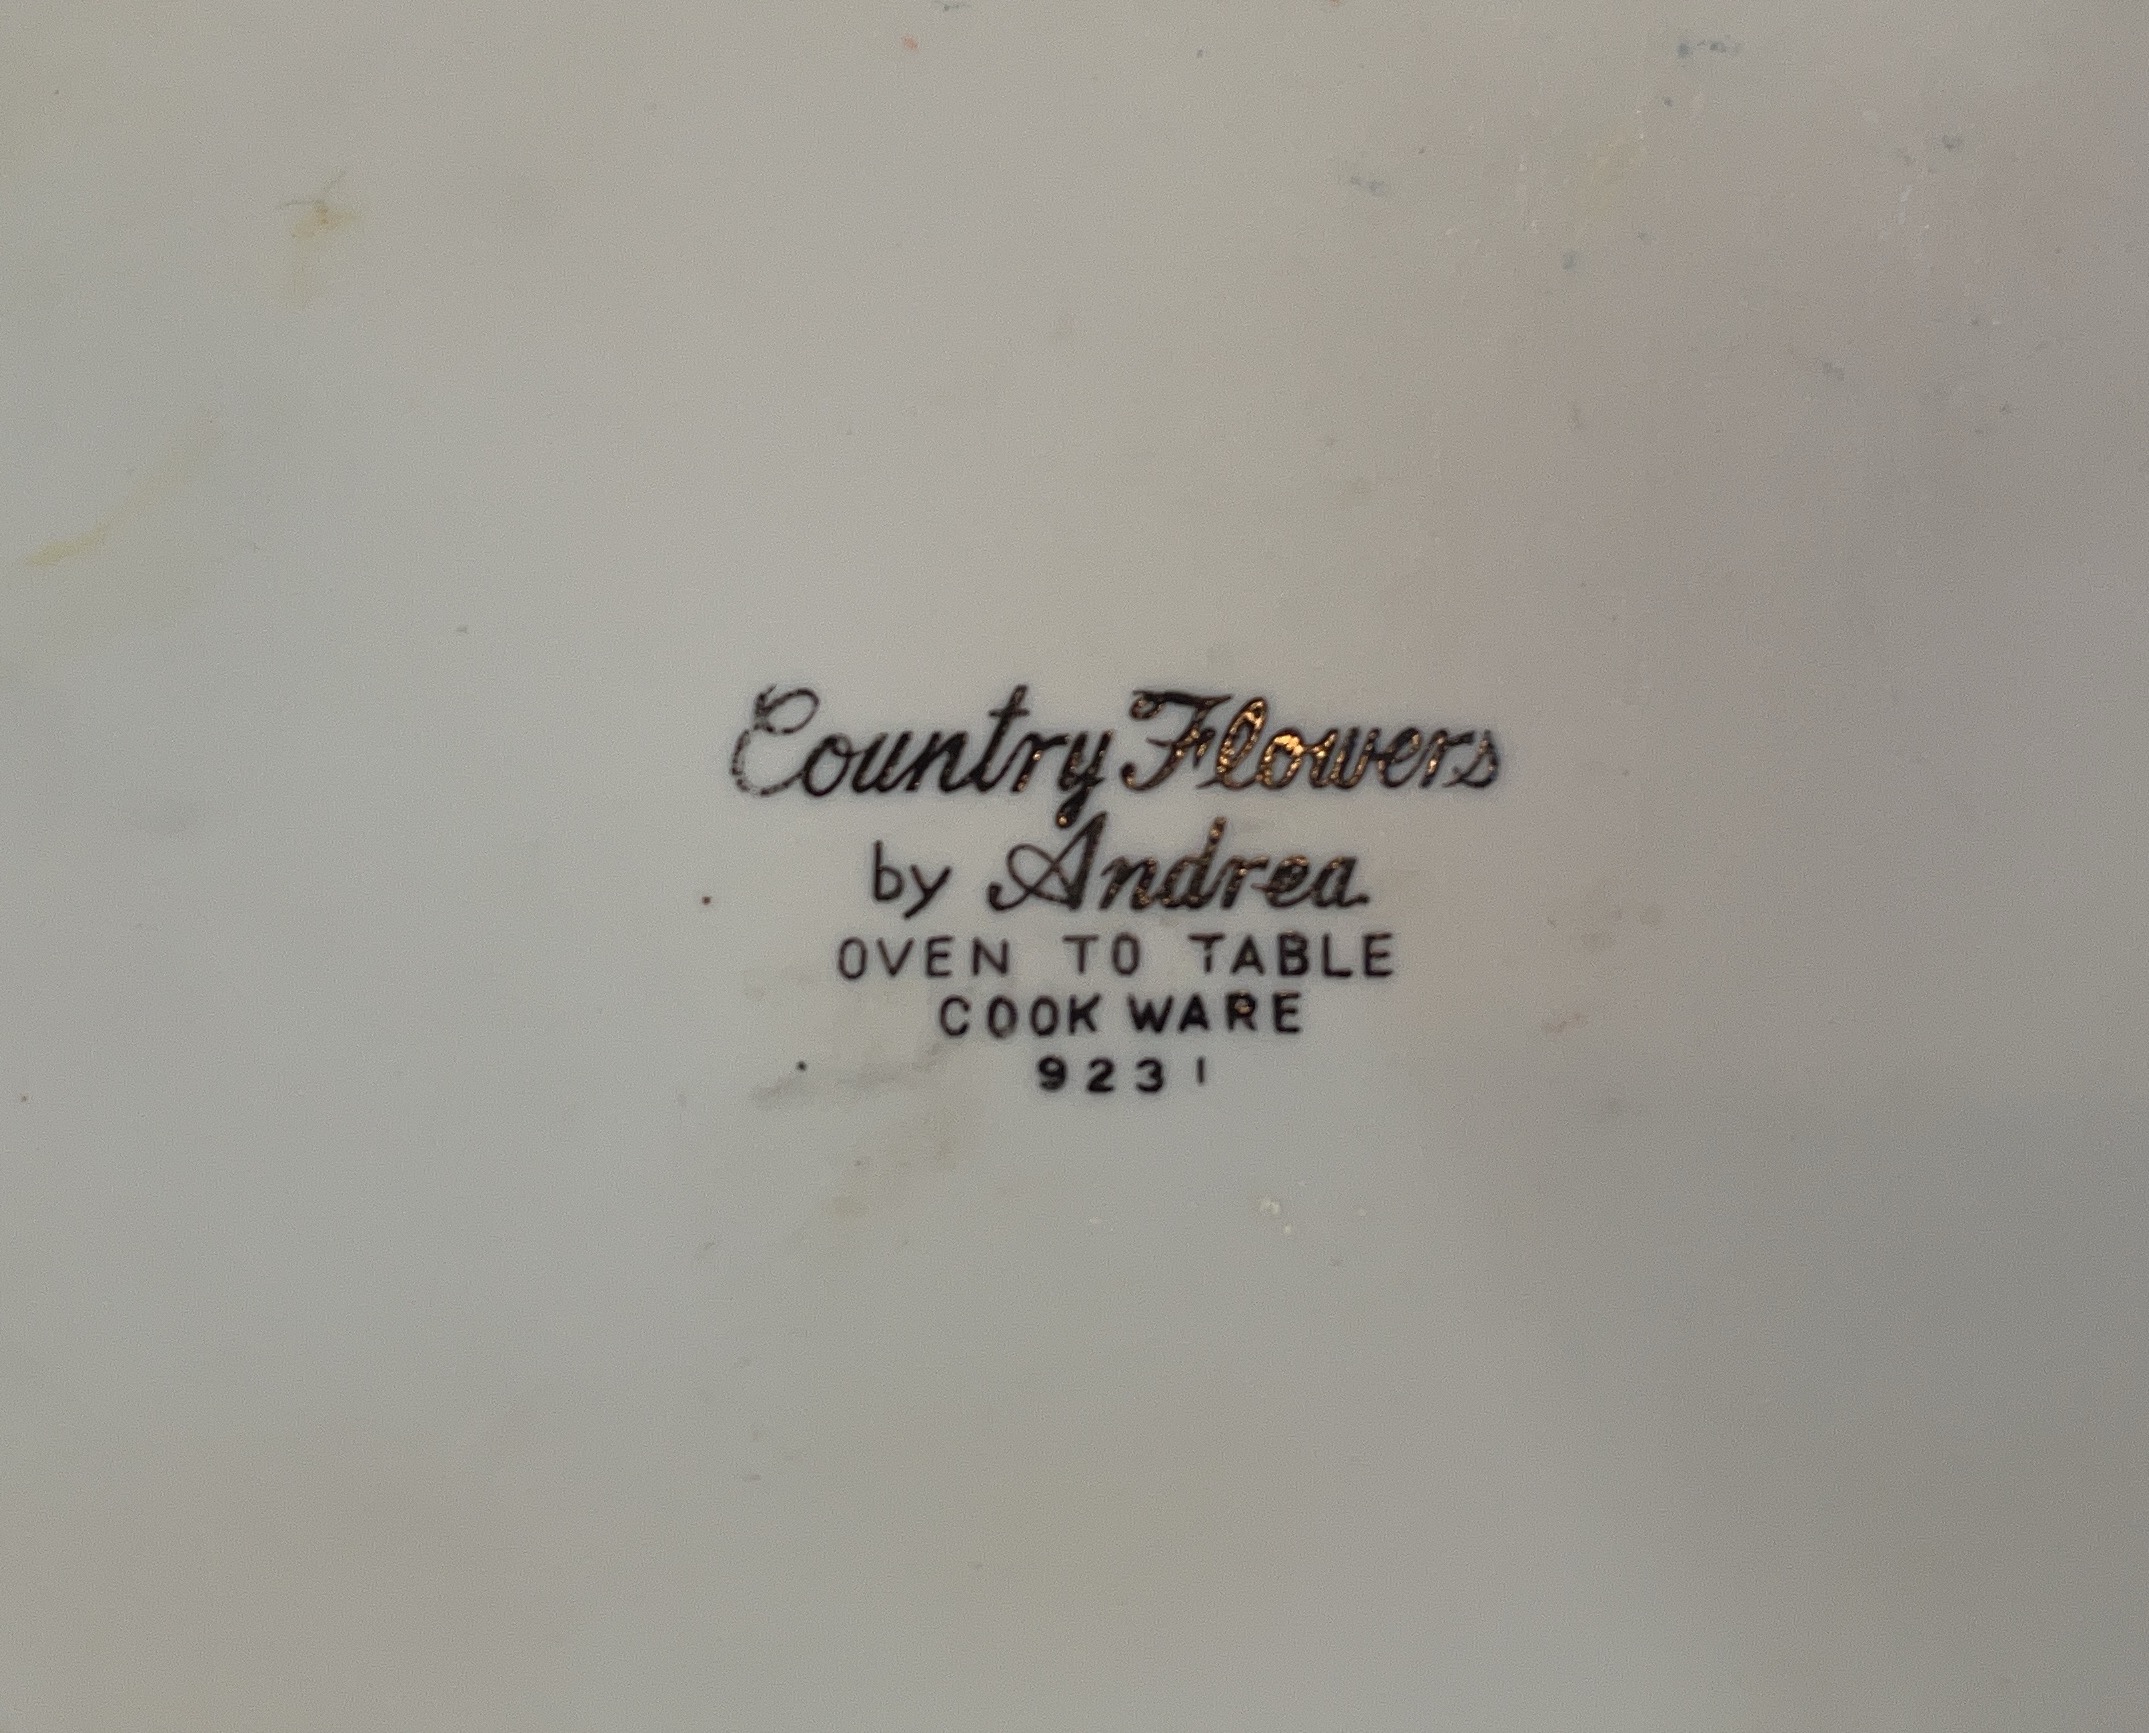 Country Flowers
by Andrea
OVEN TO TABLE
COOK WARE
9231